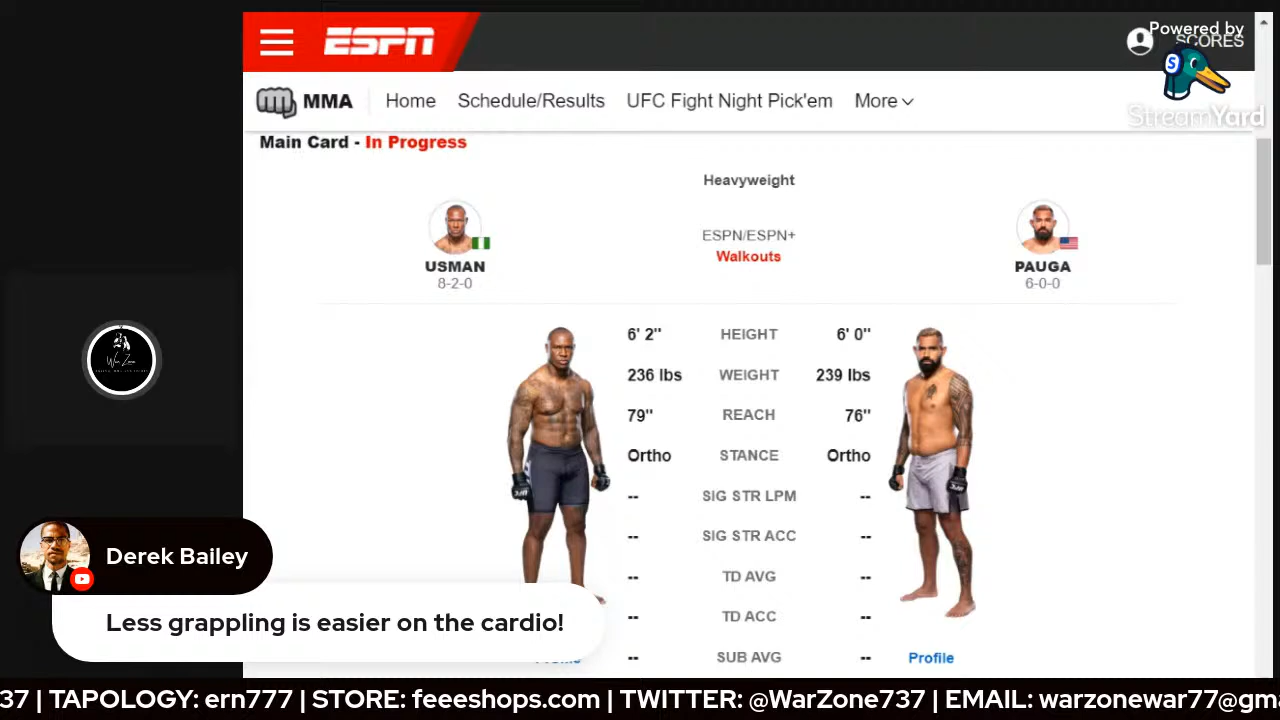 ESPN
Powered by
SCORES
StreamYard
MMA Home Schedule/Results UFC Fight Night Pick'em More
Main Card - In Progress
Heavyweight
ESPN/ESPN+
Walkouts
USMAN
8-2-0
PAUGA
6-0-0
6' 2" HEIGHT 6' 0"
236 lbs WEIGHT 239 lbs
79" REACH 76"
Ortho STANCE Ortho
-- SIG STR LPM --
-- SIG STR ACC --
-- TD AVG --
-- TD ACC --
-- SUB AVG -- Profile
War Zone
Derek Bailey
Less grappling is easier on the cardio!
37 | TAPOLOGY: ern777 | STORE: feeeshops.com | TWITTER: @WarZone737 | EMAIL: warzonewar77@gm